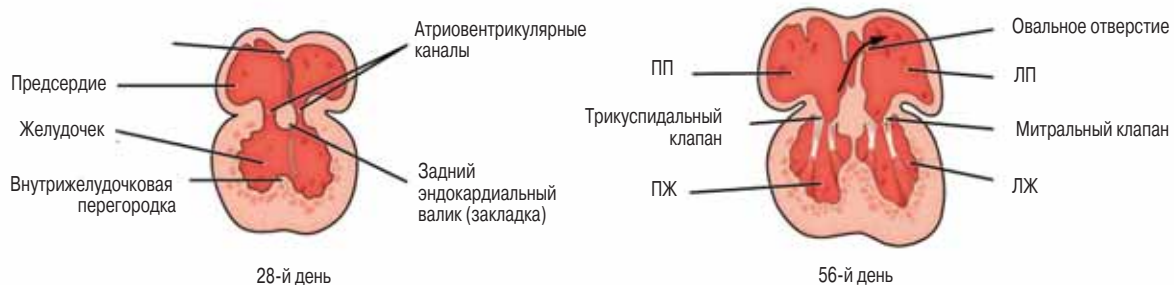 Предсердие
Желудочек
Внутрижелудочковая
перегородка
Атриовентрикулярные
каналы
Задний
эндокардиальный
валик (закладка)
28-й день
ПП
Трикуспидальный
клапан
ПЖ
Овальное отверстие
ЛП
Митральный клапан
ЛЖ
56-й день